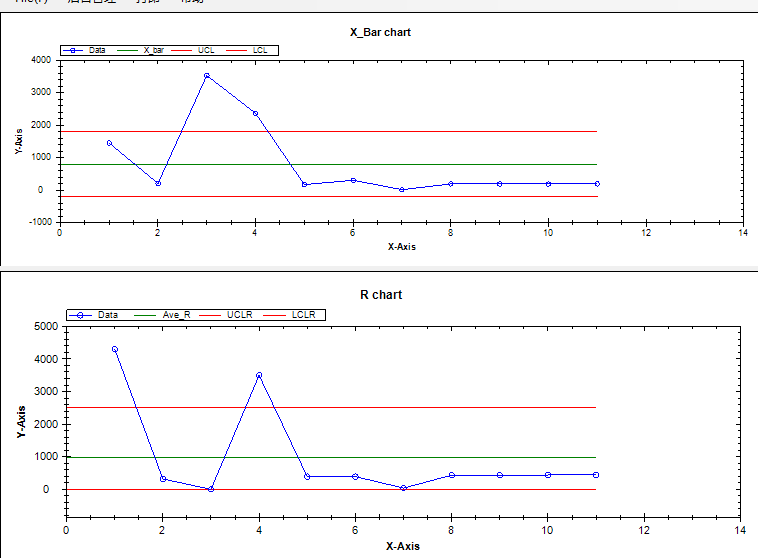 X_Bar chart
Data X_bar UCL LCL
4000
3000
2000
1000
0
-1000
Y-Axis
0 2 4 6 8 10 12 14
X-Axis
R chart
Data Ave_R UCLR LCLR
5000
4000
3000
2000
1000
0
Y-Axis
0 2 4 6 8 10 12 14
X-Axis